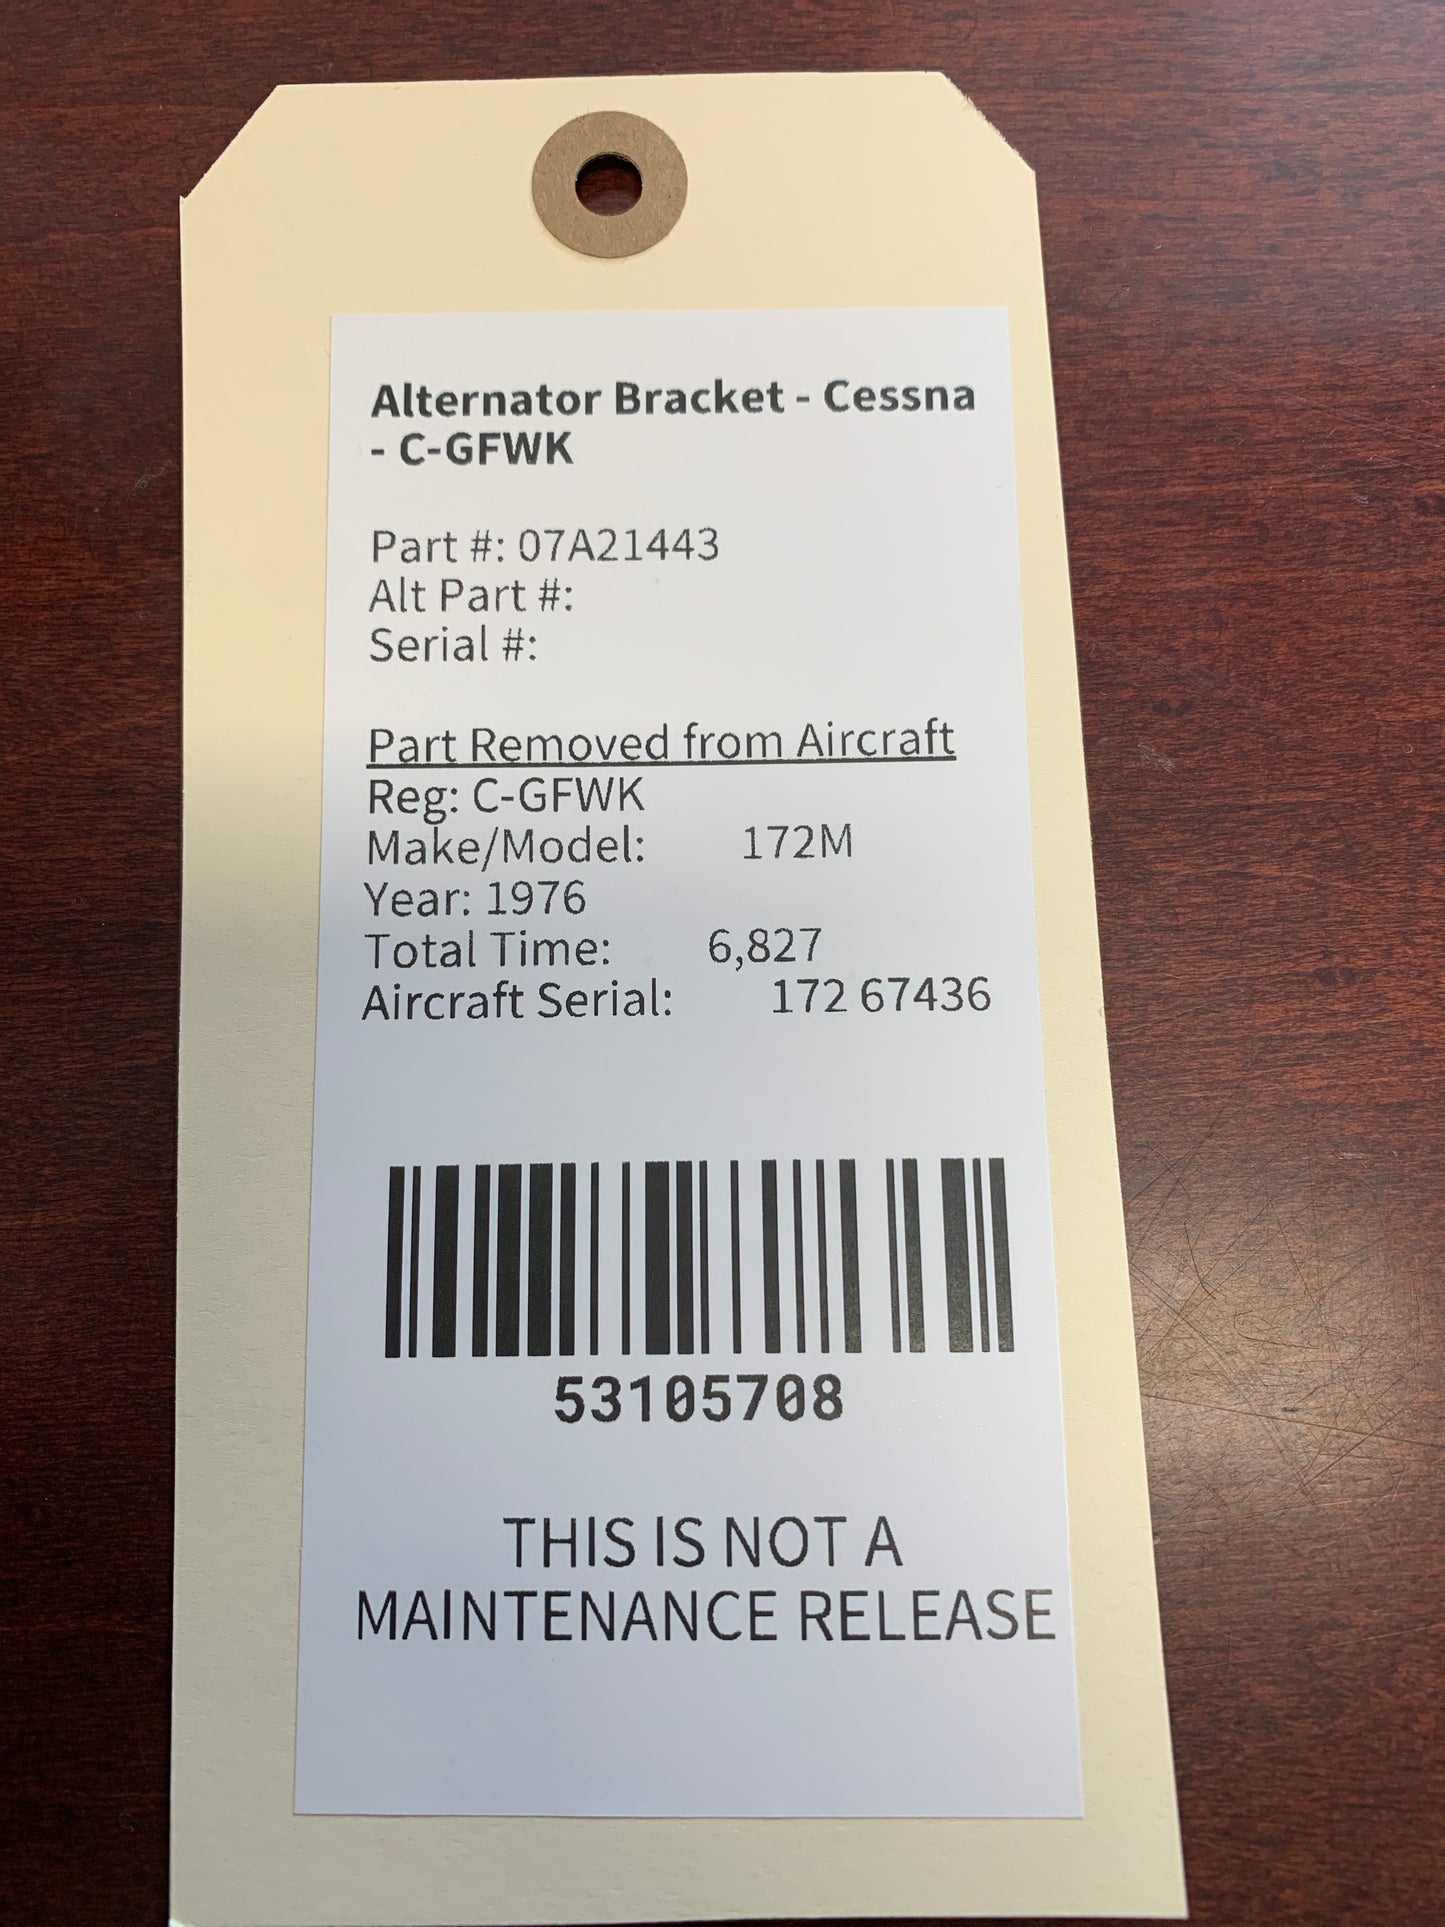 Alternator Bracket - Cessna
- C-GFWK
Part #: 07A21443
Alt Part #:
Serial #:
Part Removed from Aircraft
Reg: C-GFWK
Make/Model: 172M
Year: 1976
Total Time: 6,827
Aircraft Serial: 172 67436
53105708
THIS IS NOT A
MAINTENANCE RELEASE